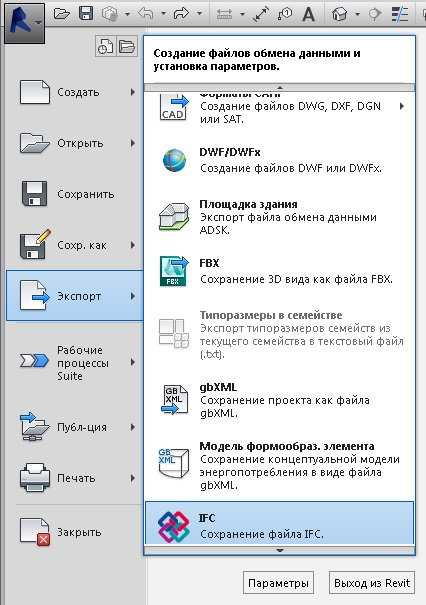 Создание файлов обмена данными и
установка параметров.
Создать
Открыть
Сохранить
Сохр. как
Экспорт
Рабочие
процессы
Suite
Публ-ция
Печать
Закрыть
CAD
Форматы САПР
Создание файлов DWG, DXF, DGN
или SAT.
DWF/DWFx
Создание файлов DWF или DWFx.
Площадка здания
Экспорт файла обмена данными
ADSK.
FBX
FBX
Сохранение 3D вида как файла FBX.
Типоразмеры в семействе
Экспорт типоразмеров семейств из
текущего семейства в текстовый файл
(.txt).
GB
XML
gbXML
Сохранение проекта как файла
gbXML.
GB
XML
Модель формообраз. элемента
Сохранение концептуальной модели
энергопотребления в виде файла
gbXML.
IFC
Сохранение файла IFC.
Параметры
Выход из Revit